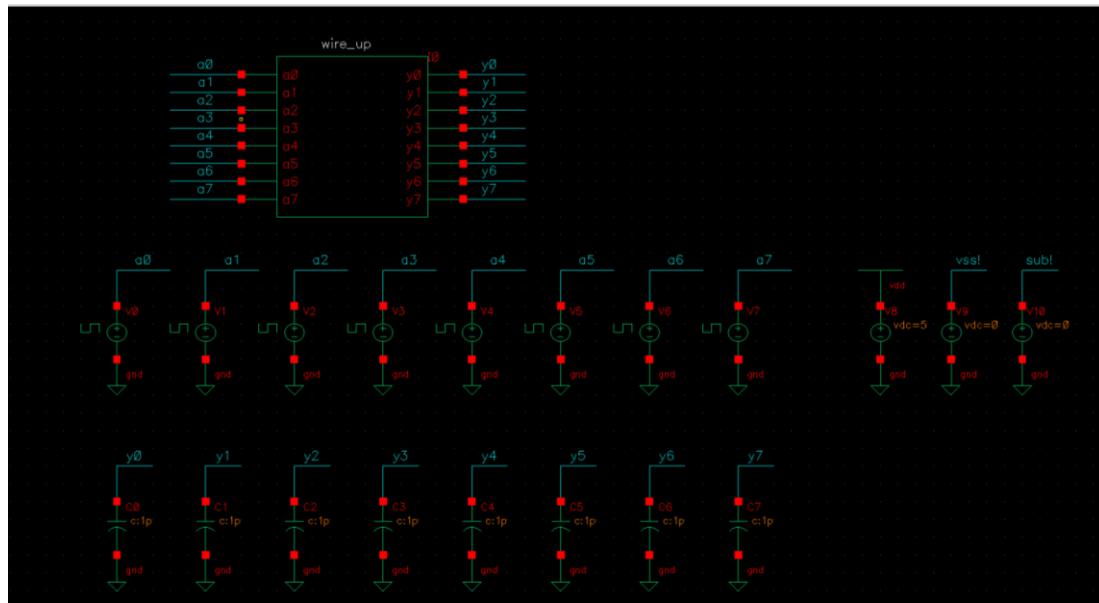 wire_up
I0
a0 a0 y0 y0
a1 a1 y1 y1
a2 a2 y2 y2
a3 a3 y3 y3
a4 a4 y4 y4
a5 a5 y5 y5
a6 a6 y6 y6
a7 a7 y7 y7
a0 a1 a2 a3 a4 a5 a6 a7 vss! sub!
vdd
V0 V1 V2 V3 V4 V5 V6 V7 V8 V9 V10
vdc=5 vdc=0 vdc=0
gnd gnd gnd gnd gnd gnd gnd gnd gnd gnd gnd
y0 y1 y2 y3 y4 y5 y6 y7
C0 C1 C2 C3 C4 C5 C6 C7
c:1p c:1p c:1p c:1p c:1p c:1p c:1p c:1p
gnd gnd gnd gnd gnd gnd gnd gnd